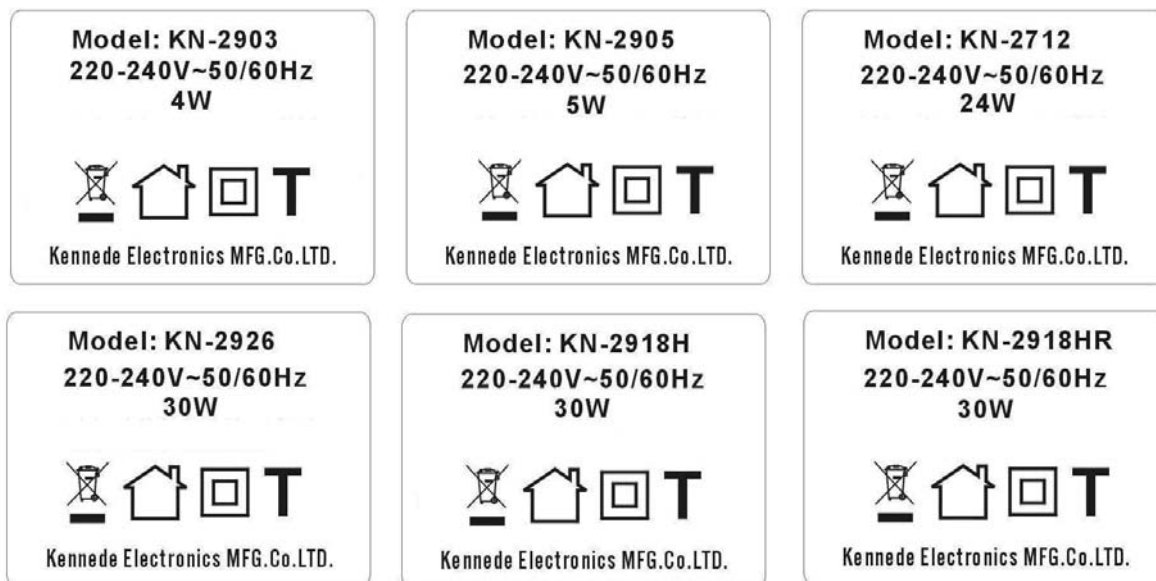 Model: KN-2903
220-240V~50/60Hz
4W
T
Kennede Electronics MFG.Co.LTD.
Model: KN-2905
220-240V~50/60Hz
5W
T
Kennede Electronics MFG.Co.LTD.
Model: KN-2712
220-240V~50/60Hz
24W
T
Kennede Electronics MFG.Co.LTD.
Model: KN-2926
220-240V~50/60Hz
30W
T
Kennede Electronics MFG.Co.LTD.
Model: KN-2918H
220-240V~50/60Hz
30W
T
Kennede Electronics MFG.Co.LTD.
Model: KN-2918HR
220-240V~50/60Hz
30W
T
Kennede Electronics MFG.Co.LTD.